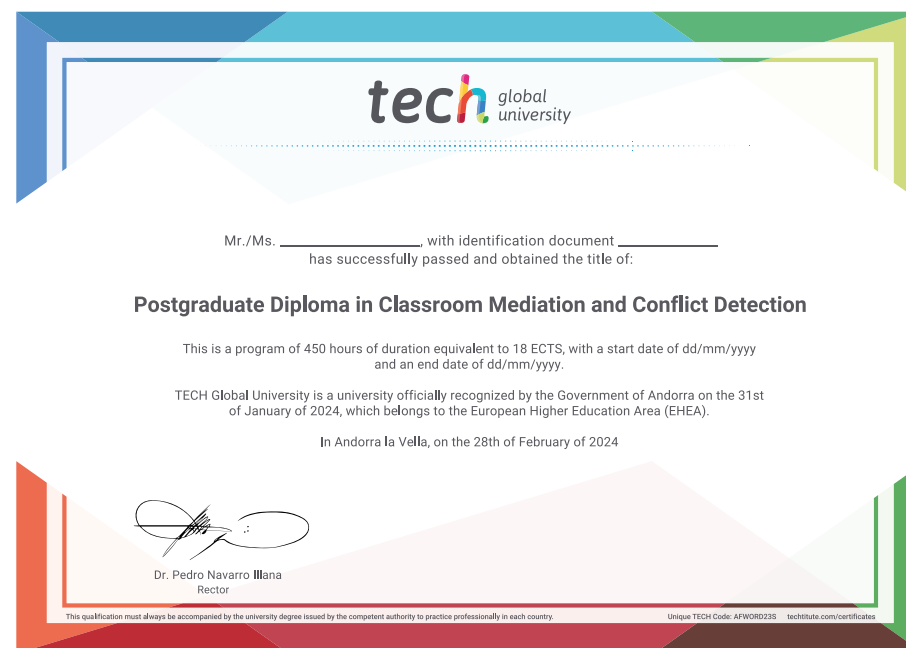 tech global university
Mr./Ms. ____________________, with identification document ______________
has successfully passed and obtained the title of:
Postgraduate Diploma in Classroom Mediation and Conflict Detection
This is a program of 450 hours of duration equivalent to 18 ECTS, with a start date of dd/mm/yyyy
and an end date of dd/mm/yyyy.
TECH Global University is a university officially recognized by the Government of Andorra on the 31st
of January of 2024, which belongs to the European Higher Education Area (EHEA).
In Andorra la Vella, on the 28th of February of 2024
Dr. Pedro Navarro Illana
Rector
This qualification must always be accompanied by the university degree issued by the competent authority to practice professionally in each country. Unique TECH Code: AFWORD23S techtitute.com/certificates